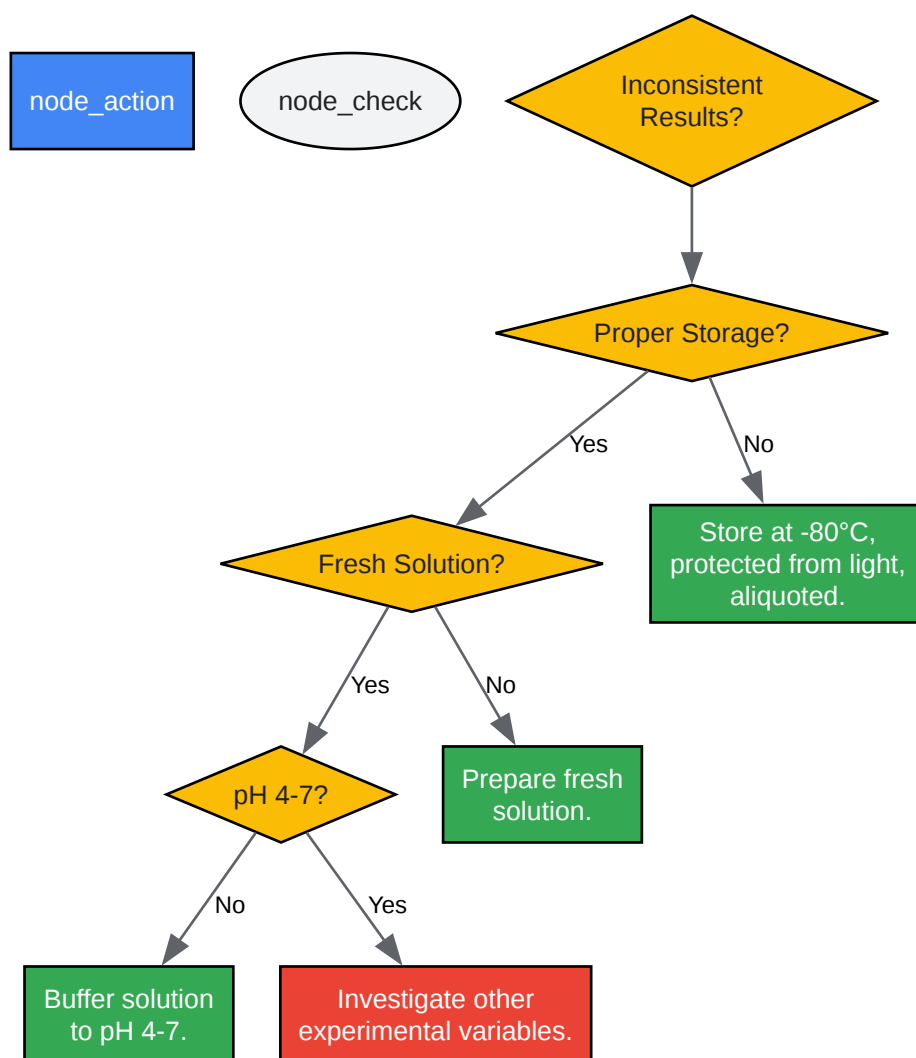 node_action
node_check
Inconsistent
Results?
Proper Storage?
Yes
No
Fresh Solution?
Store at -80°C,
protected from light,
aliquoted.
Yes
No
pH 4-7?
Prepare fresh
solution.
No
Yes
Buffer solution
to pH 4-7.
Investigate other
experimental variables.